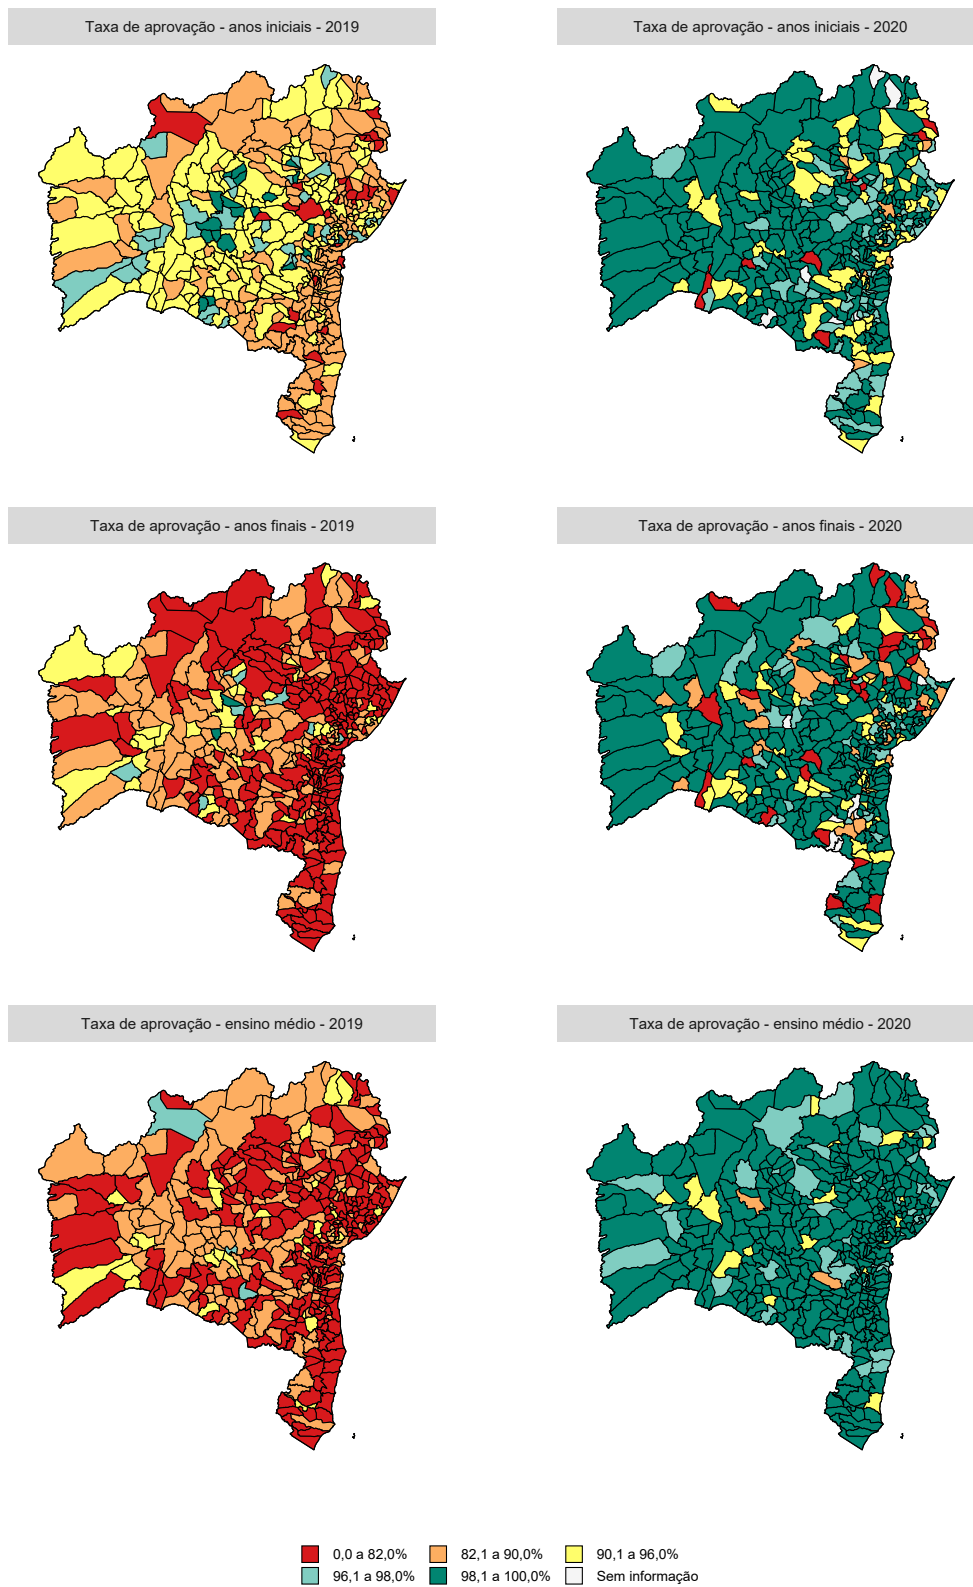 Taxa de aprovação - anos iniciais - 2019
Taxa de aprovação - anos iniciais - 2020
Taxa de aprovação - anos finais - 2019
Taxa de aprovação - anos finais - 2020
Taxa de aprovação - ensino médio - 2019
Taxa de aprovação - ensino médio - 2020
0,0 a 82,0%
82,1 a 90,0%
90,1 a 96,0%
96,1 a 98,0%
98,1 a 100,0%
Sem informação